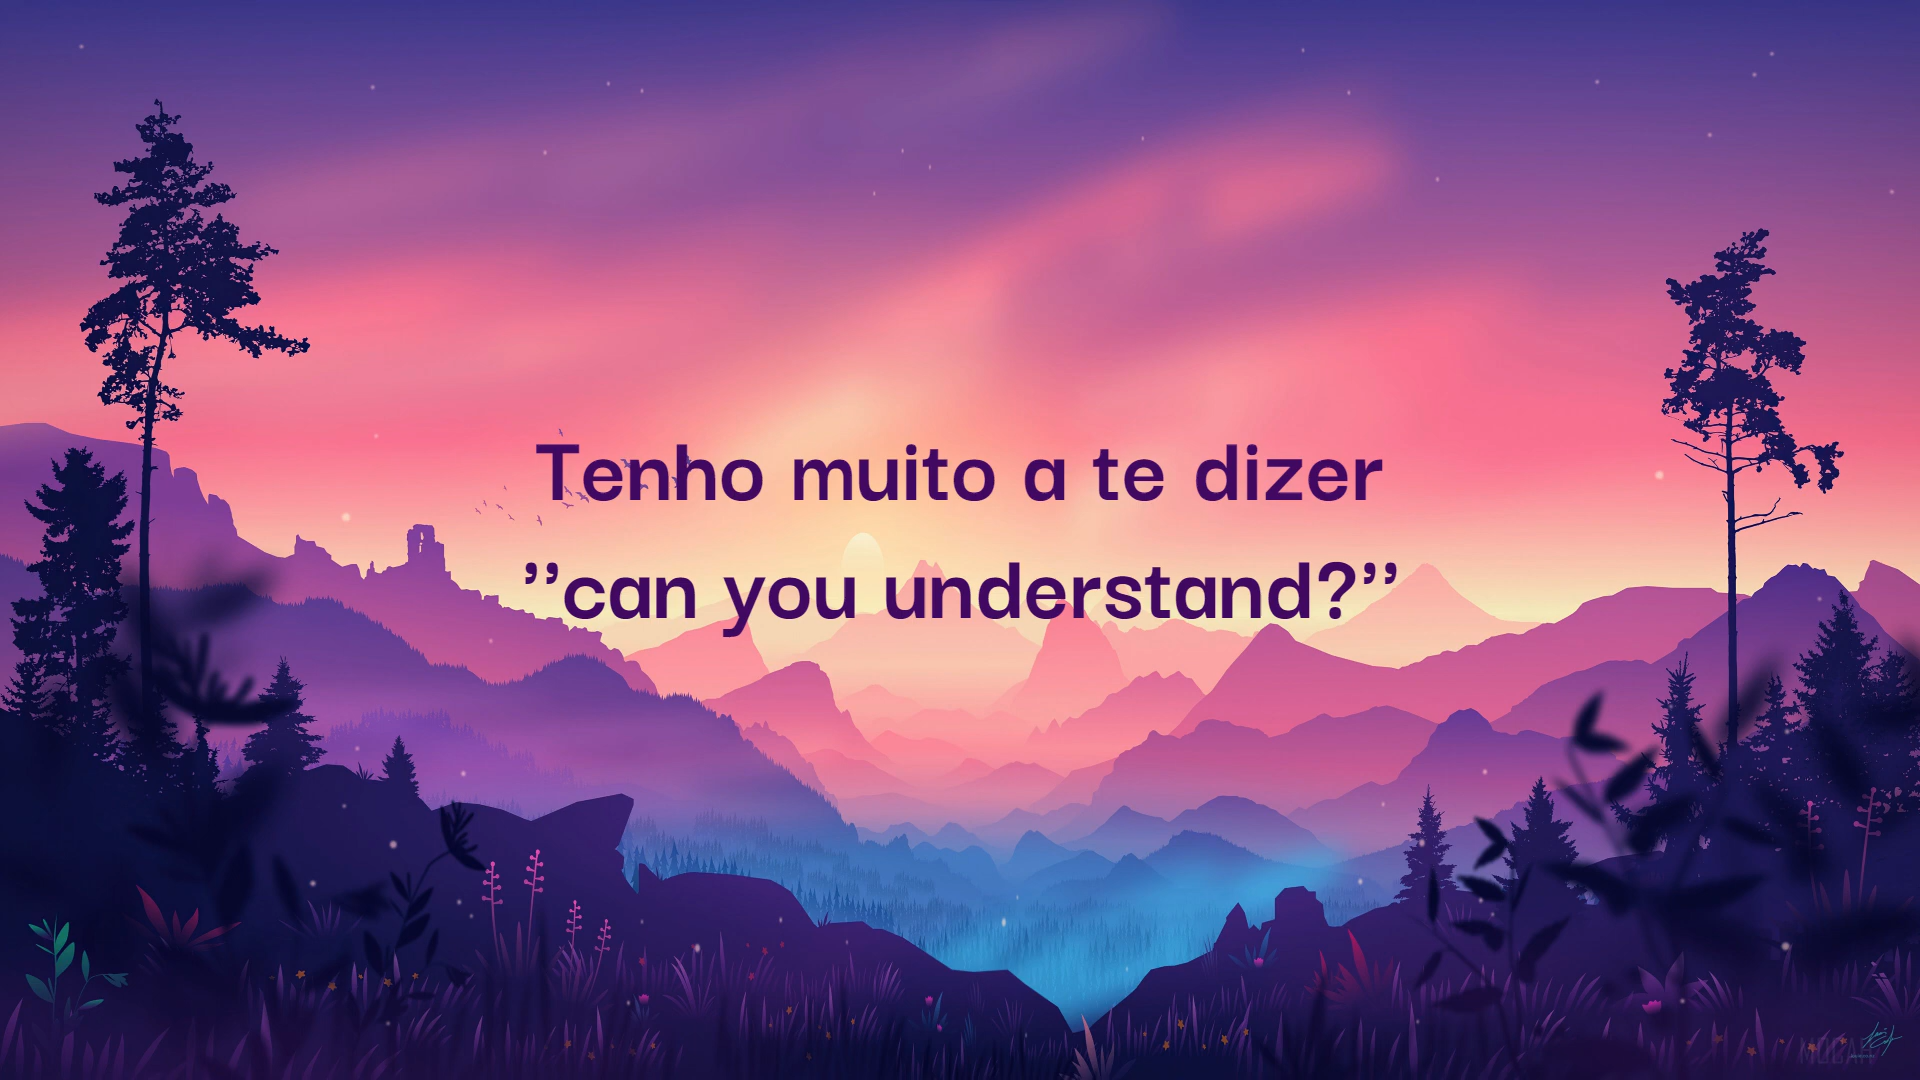 Tenho muito a te dizer
’’can you understand?’’